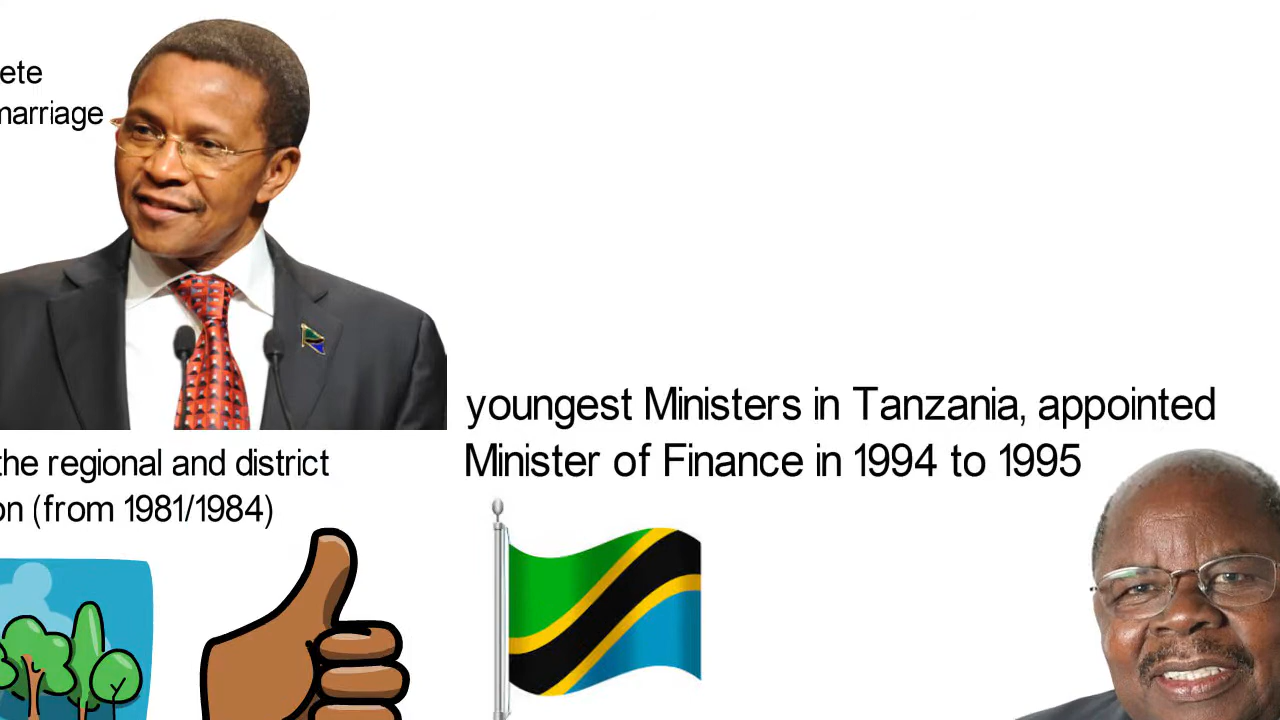 ete
marriage
youngest Ministers in Tanzania, appointed
Minister of Finance in 1994 to 1995
the regional and district
on (from 1981/1984)